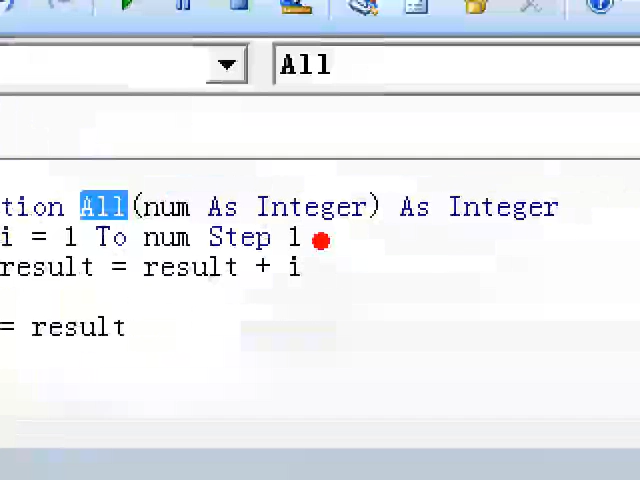 All
tion All(num As Integer) As Integer
i = 1 To num Step 1
result = result + i
= result